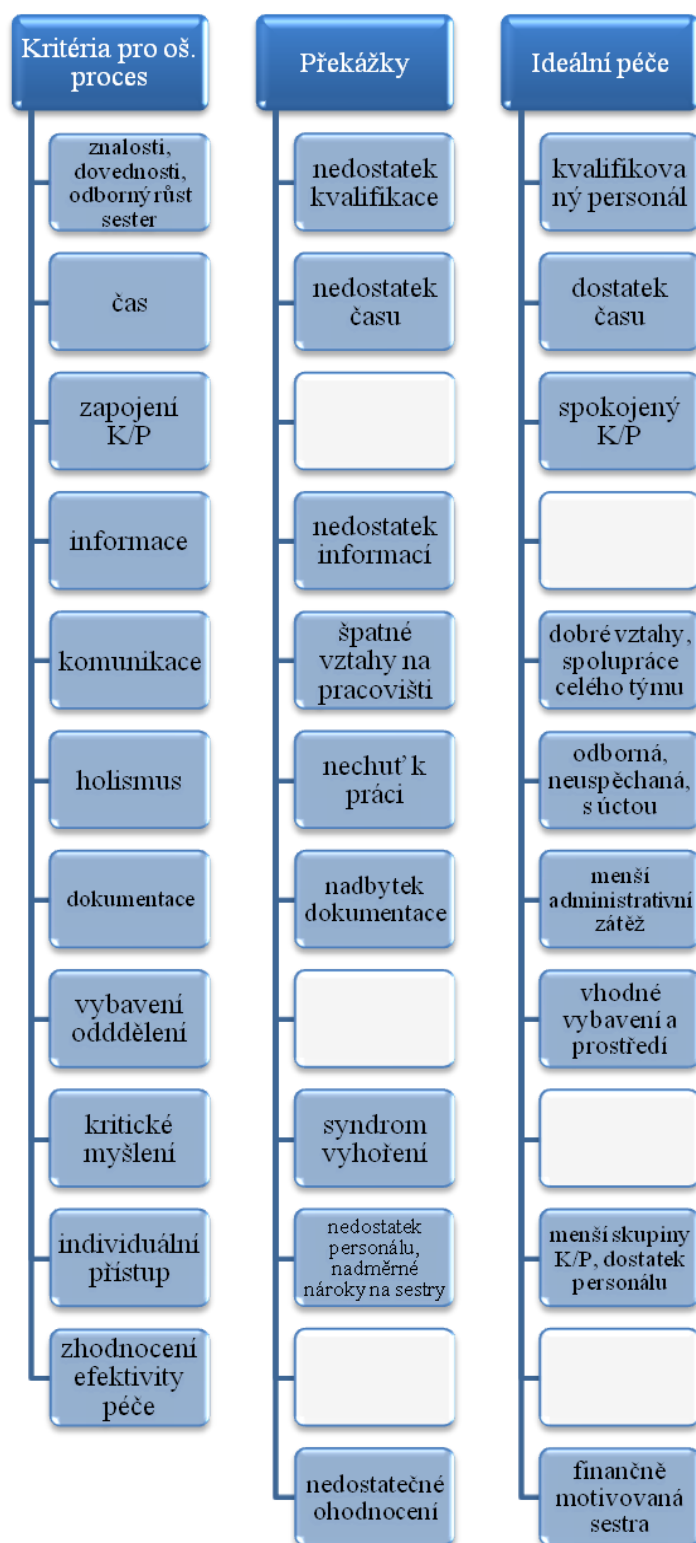 Kritéria pro oš.
proces
znalosti,
dovednosti,
odborný růst
sester
čas
zapojení
K/P
informace
komunikace
holismus
dokumentace
vybavení
odddělení
kritické
myšlení
individuální
přístup
zhodnocení
efektivity
péče
Překážky
nedostatek
kvalifikace
nedostatek
času
nedostatek
informací
špatné
vztahy na
pracovišti
nechuť k
práci
nadbytek
dokumentace
syndrom
vyhoření
nedostatek
personálu,
nadměrné
nároky na sestry
nedostatečné
ohodnocení
Ideální péče
kvalifikova
ný personál
dostatek
času
spokojený
K/P
dobré vztahy,
spolupráce
celého týmu
odborná,
neuspěchaná,
s úctou
menší
administrativní
zátěž
vhodné
vybavení a
prostředí
menší skupiny
K/P, dostatek
personálu
finančně
motivovaná
sestra